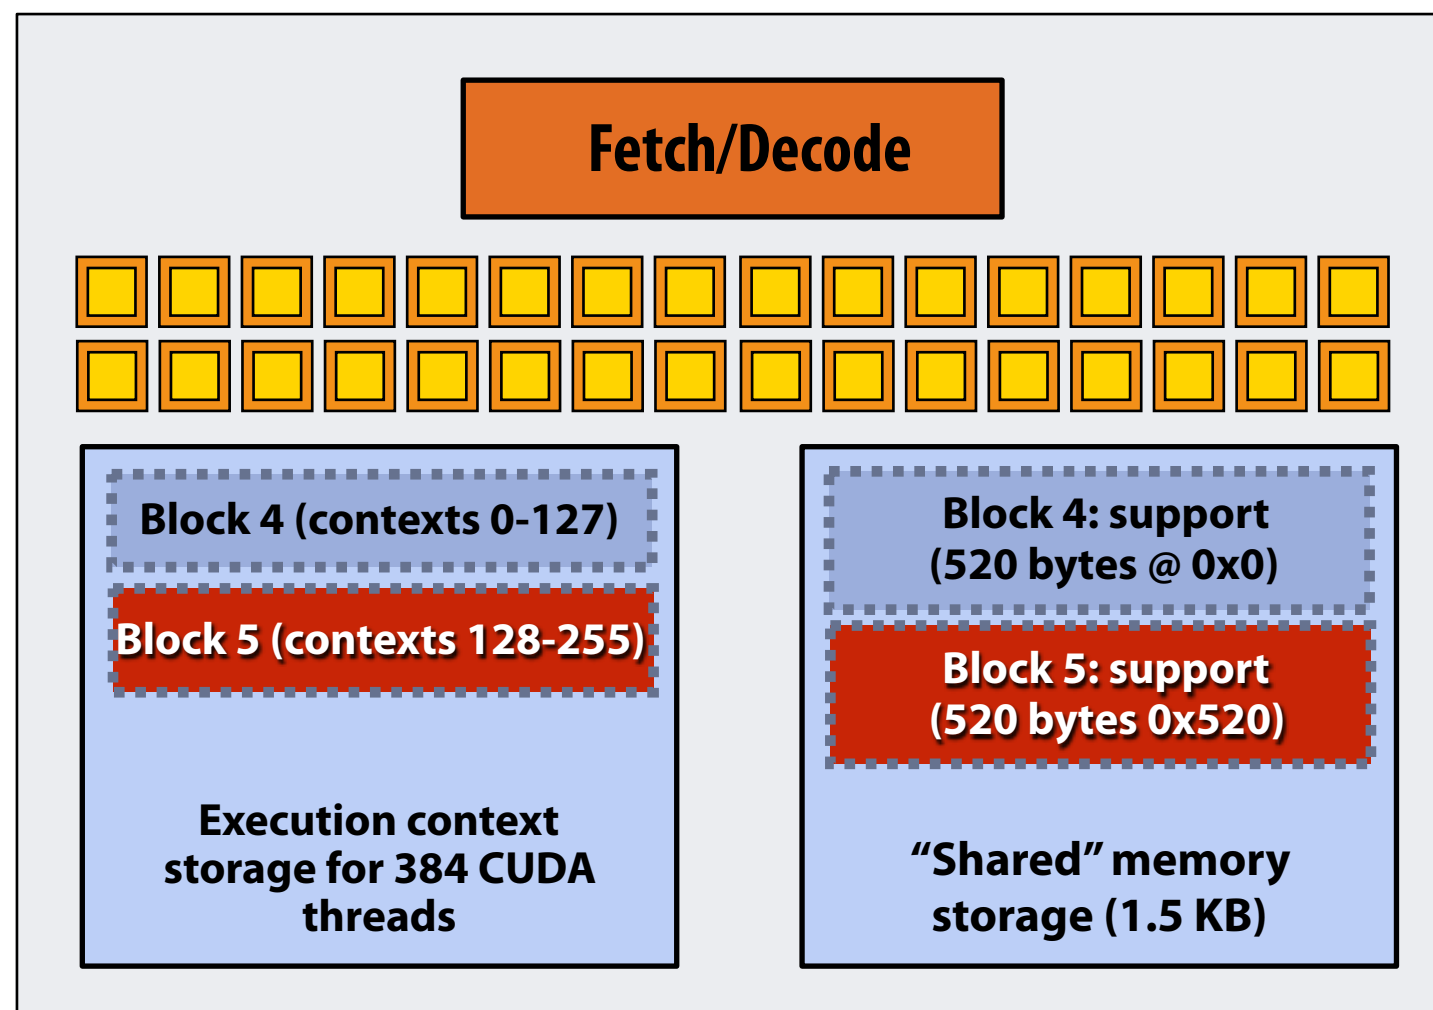 Fetch/Decode
Block 4 (contexts 0-127)
Block 5 (contexts 128-255)
Execution context
storage for 384 CUDA
threads
Block 4: support
(520 bytes @ 0x0)
Block 5: support
(520 bytes 0x520)
“Shared” memory
storage (1.5 KB)